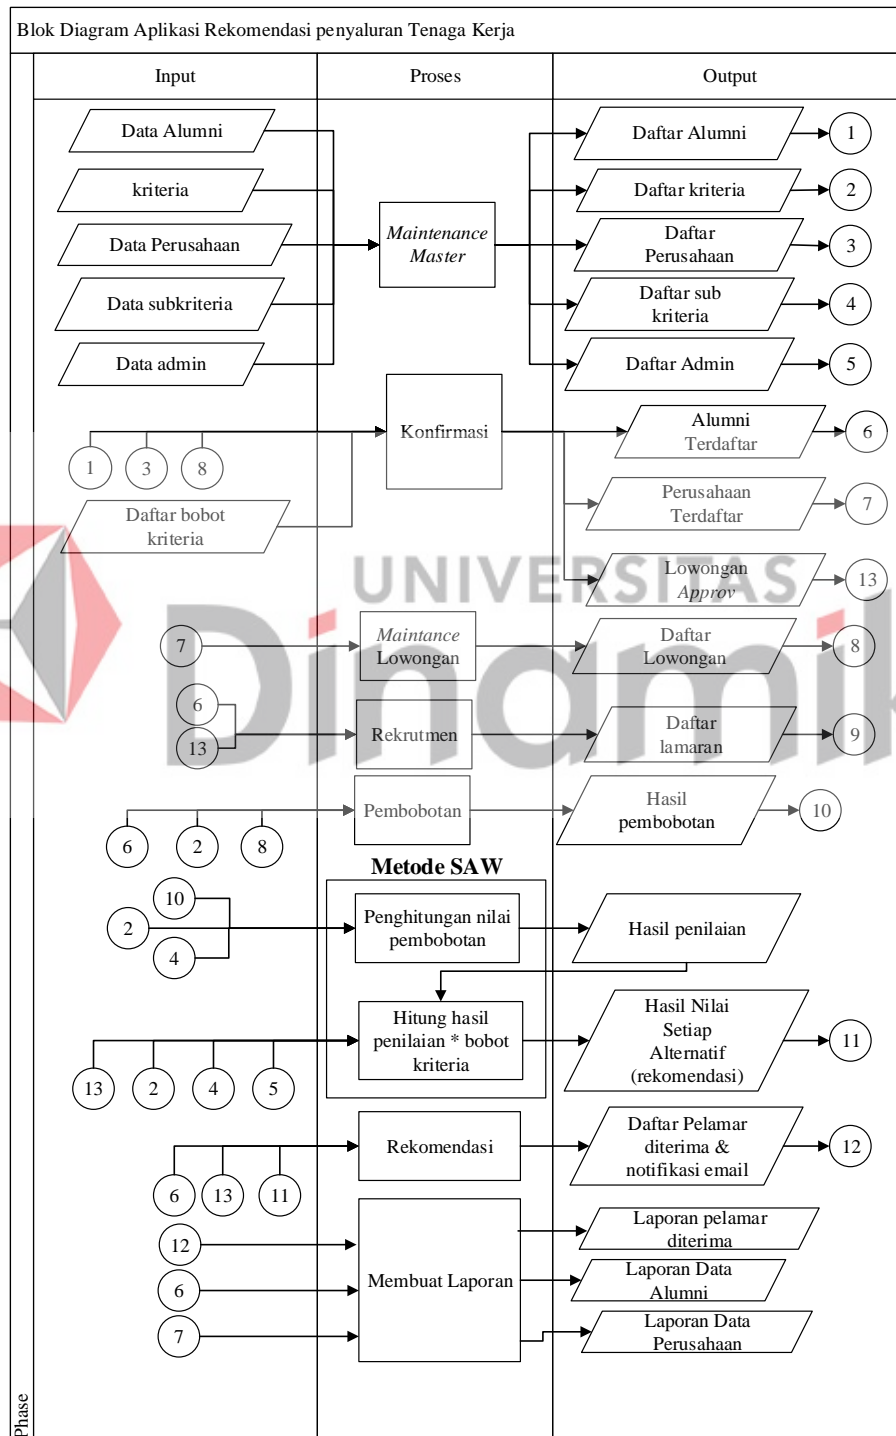 Blok Diagram Aplikasi Rekomendasi penyaluran Tenaga Kerja
Input
Proses
Output
Data Alumni
kriteria
Data Perusahaan
Data subkriteria
Data admin
Maintenance
Master
Daftar Alumni
1
Daftar kriteria
2
Daftar
Perusahaan
3
Daftar sub
kriteria
4
Daftar Admin
5
1
3
8
Daftar bobot
kriteria
Konfirmasi
Alumni
Terdaftar
6
Perusahaan
Terdaftar
7
Lowongan
Approv
13
UNIVERSITAS
Dinamik
7
Maintance
Lowongan
Daftar
Lowongan
8
6
13
Rekrutmen
Daftar
lamaran
9
6
2
8
Pembobotan
Hasil
pembobotan
10
Metode SAW
10
2
4
Penghitungan nilai
pembobotan
Hasil penilaian
13
2
4
5
Hitung hasil
penilaian * bobot
kriteria
Hasil Nilai
Setiap
Alternatif
(rekomendasi)
11
6
13
11
Rekomendasi
Daftar Pelamar
diterima &
notifikasi email
12
12
6
7
Membuat Laporan
Laporan pelamar
diterima
Laporan Data
Alumni
Laporan Data
Perusahaan
Phase